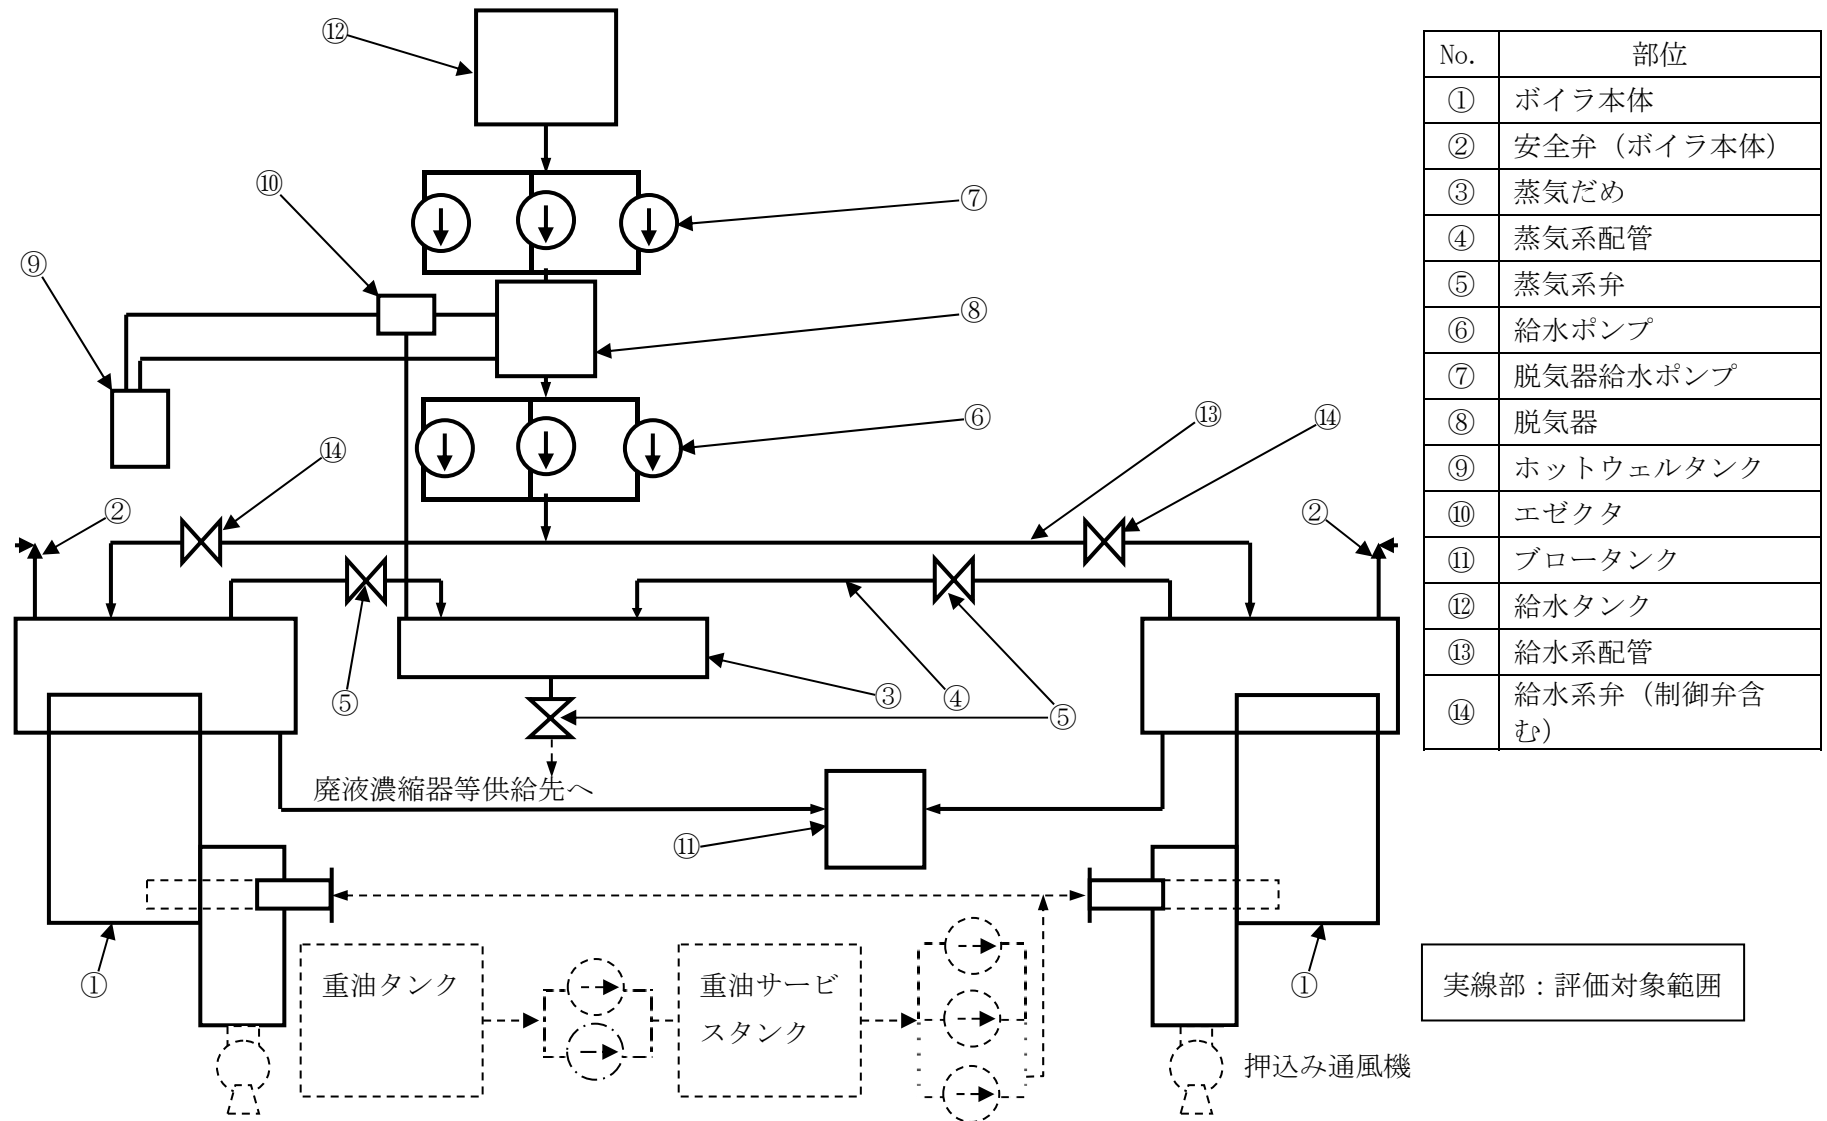 ⑫
⑩
⑦
⑨
⑧
⑥
⑬
⑭
⑭
②
②
⑤
③
④
⑤
廃液濃縮器等供給先へ
⑪
①
①
重油タンク
重油サービ
スタンク
押込み通風機
No. 部位
① ボイラ本体
② 安全弁（ボイラ本体）
③ 蒸気だめ
④ 蒸気系配管
⑤ 蒸気系弁
⑥ 給水ポンプ
⑦ 脱気器給水ポンプ
⑧ 脱気器
⑨ ホットウェルタンク
⑩ エゼクタ
⑪ ブロータンク
⑫ 給水タンク
⑬ 給水系配管
⑭ 給水系弁（制御弁含
む）
実線部：評価対象範囲